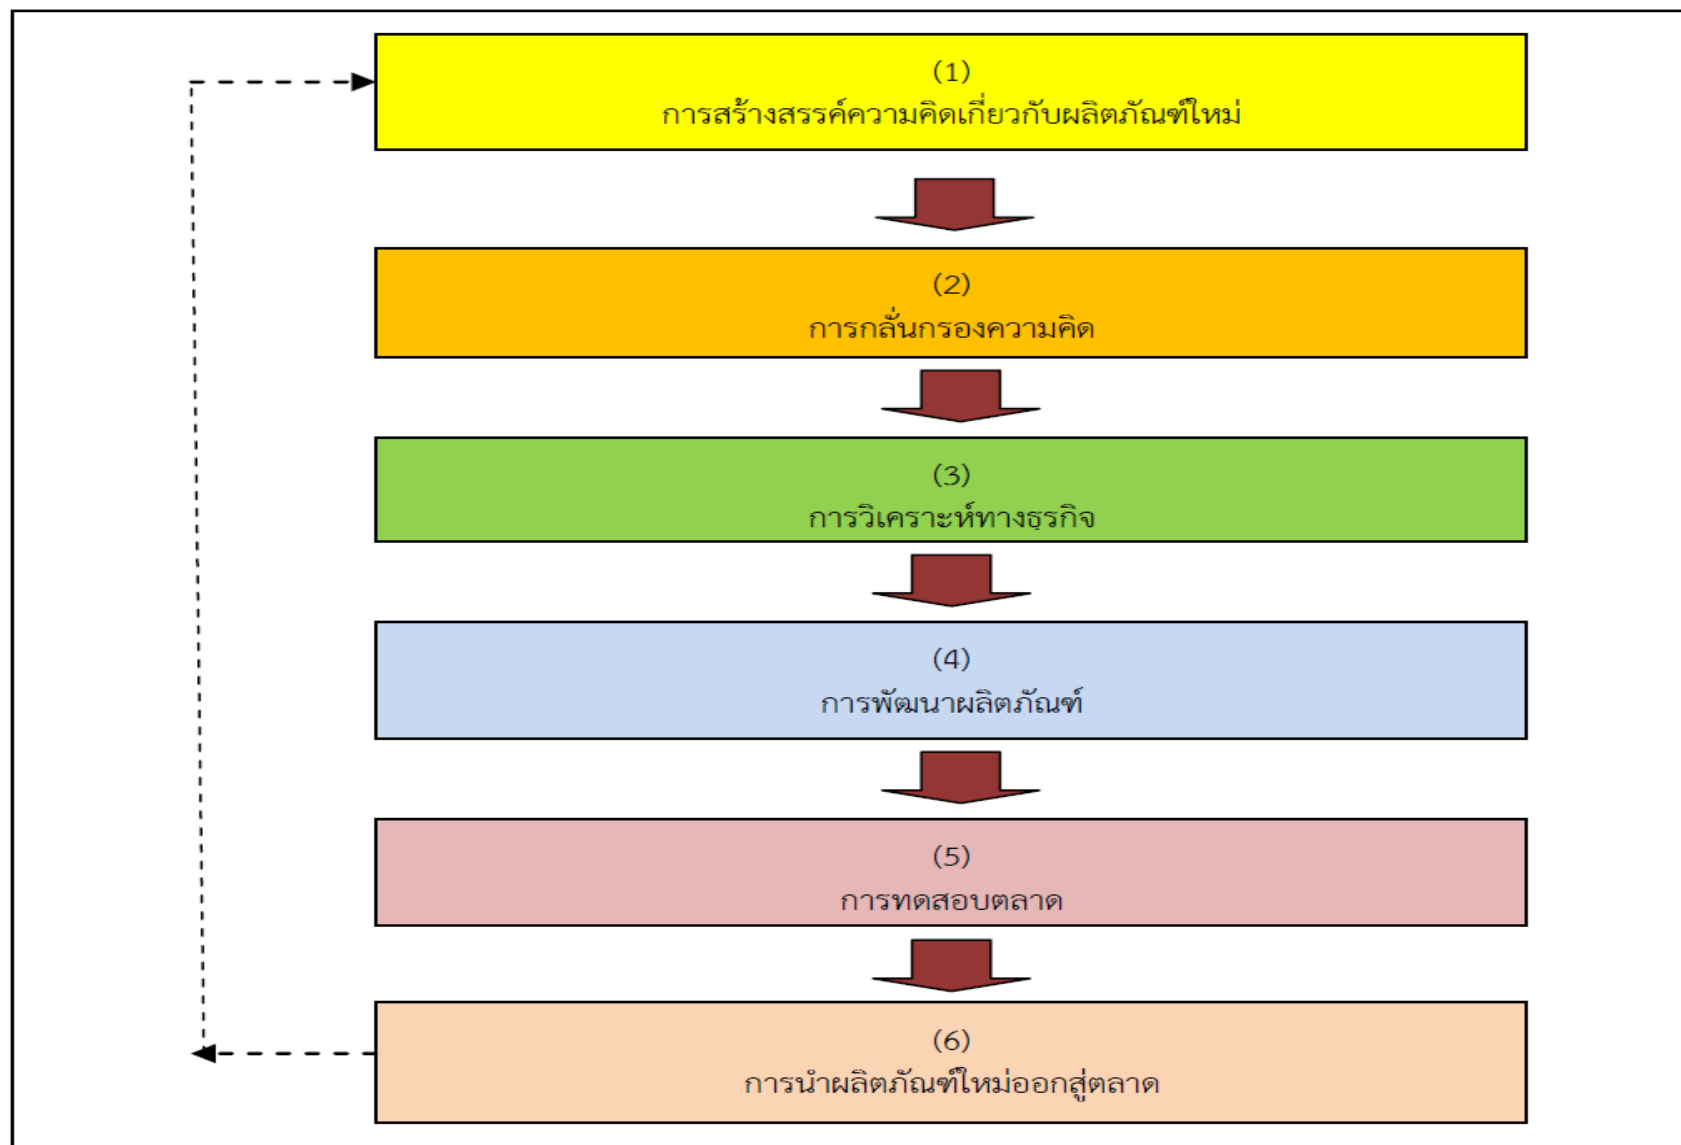 (1)
การสร้างสรรค์ความคิดเกี่ยวกับผลิตภัณฑ์ใหม่
(2)
การกลั่นกรองความคิด
(3)
การวิเคราะห์ทางธุรกิจ
(4)
การพัฒนาผลิตภัณฑ์
(5)
การทดสอบตลาด
(6)
การนำผลิตภัณฑ์ใหม่ออกสู่ตลาด